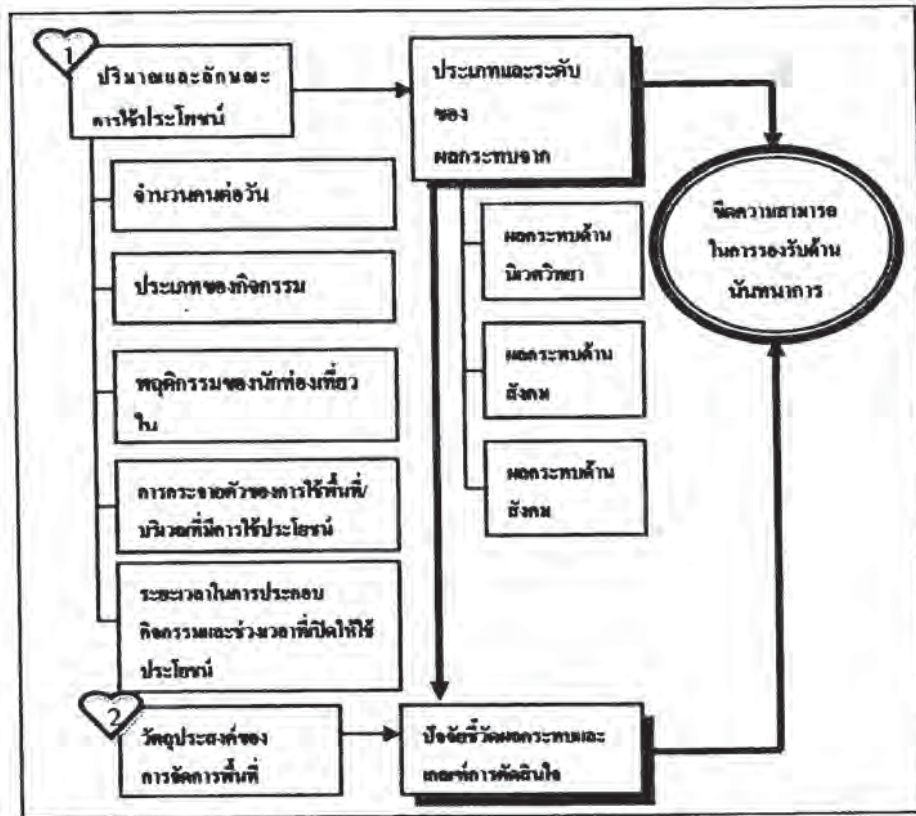 1
ปริมาณและลักษณะ
การใช้ประโยชน์
จำนวนคนต่อวัน
ประเภทของกิจกรรม
พฤติกรรมของนักท่องเที่ยว
ใน
การกระจายตัวของการใช้พื้นที่/
บริเวณที่มีการใช้ประโยชน์
ระยะเวลาในการประกอบ
กิจกรรมและช่วงเวลาที่เปิดให้ใช้
ประโยชน์
2
วัตถุประสงค์ของ
การจัดการพื้นที่
ประเภทและระดับ
ของ
ผลกระทบจาก
ผลกระทบด้าน
นิเวศวิทยา
ผลกระทบด้าน
สังคม
ผลกระทบด้าน
สังคม
ปัจจัยชี้วัดผลกระทบและ
เกณฑ์การตัดสินใจ
ขีดความสามารถ
ในการรองรับด้าน
นันทนาการ